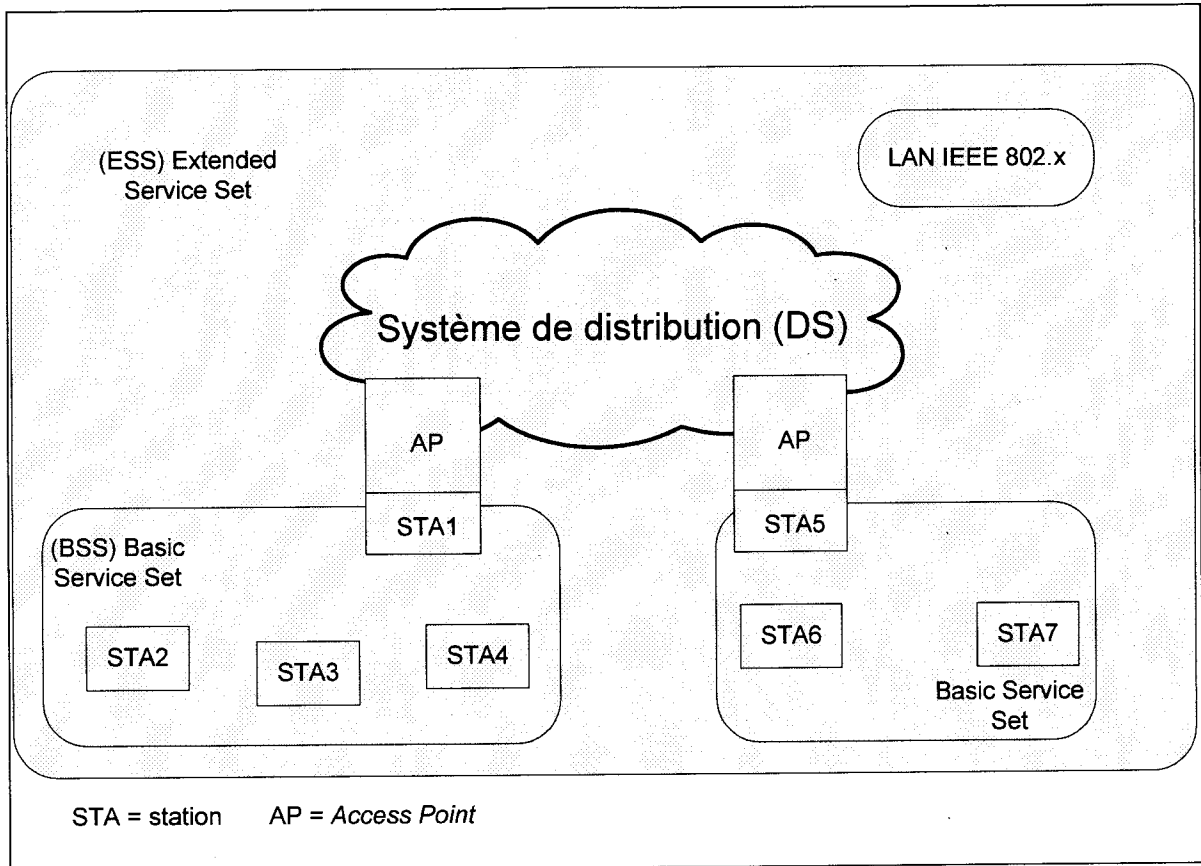 (ESS) Extended
Service Set
LAN IEEE 802.x
Système de distribution (DS)
AP
AP
STA1
STA5
(BSS) Basic
Service Set
STA2
STA3
STA4
STA6
STA7
Basic Service
Set
STA = station AP = Access Point